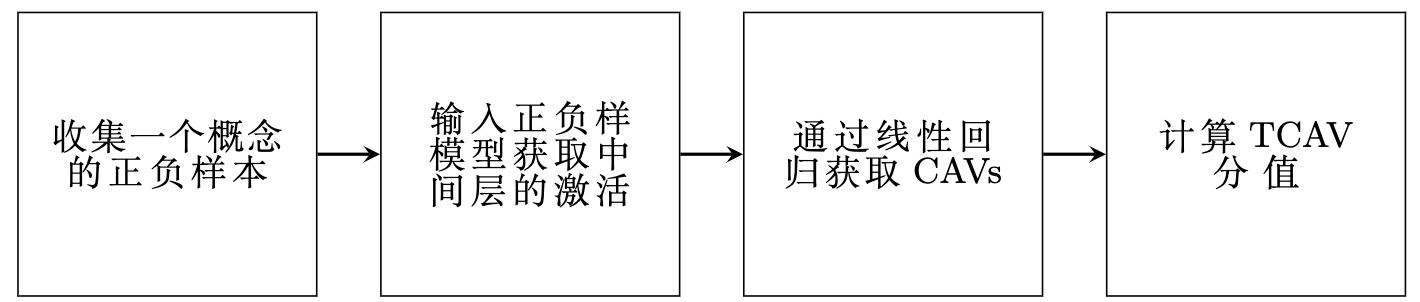 收集一个概念
的正负样本
输入正负样
模型获取中
间层的激活
通过线性回
归获取 CAVs
计算 TCAV
分 值